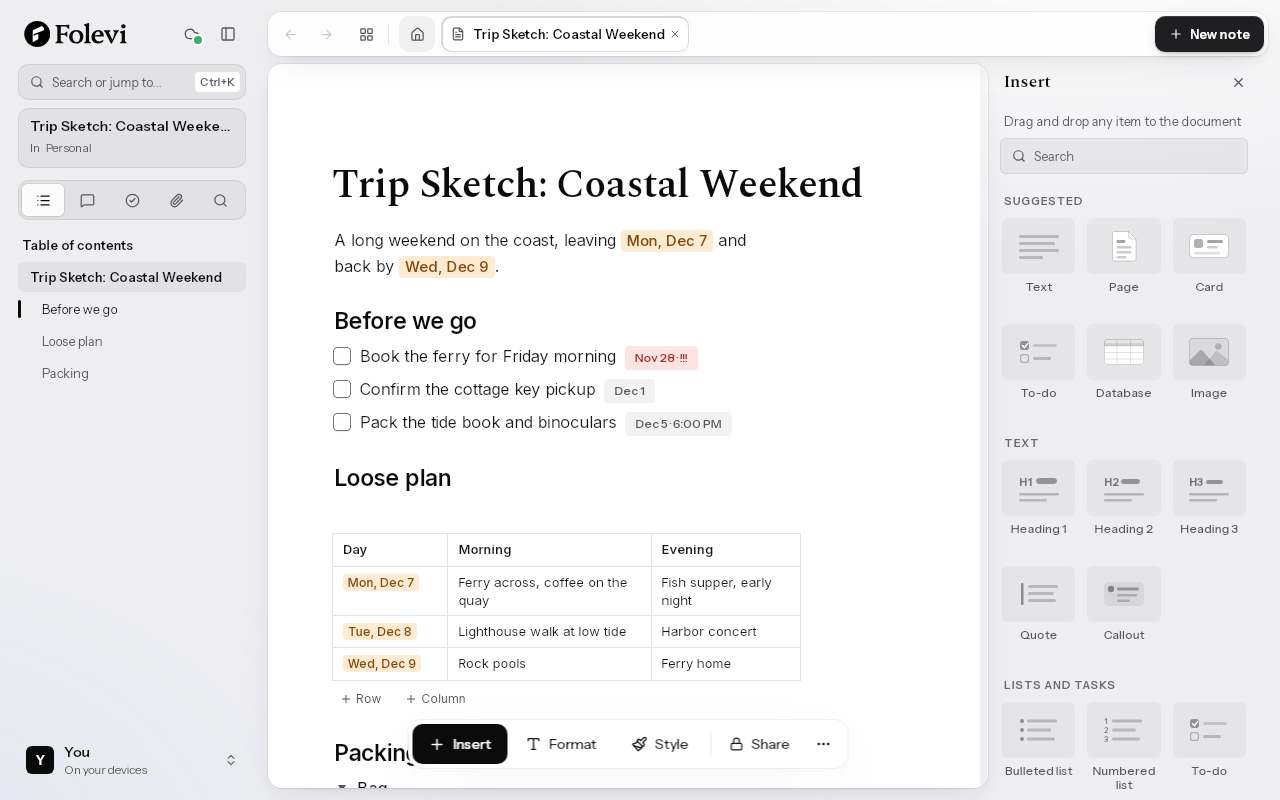 Folevi
Search or jump to...
Ctrl+K
Trip Sketch: Coastal Weeke...
In Personal
Table of contents
Trip Sketch: Coastal Weekend
Before we go
Loose plan
Packing
Y
You
On your devices
Trip Sketch: Coastal Weekend
New note
Trip Sketch: Coastal Weekend
A long weekend on the coast, leaving Mon, Dec 7 and
back by Wed, Dec 9.
Before we go
Book the ferry for Friday morning Nov 28·!!!
Confirm the cottage key pickup Dec 1
Pack the tide book and binoculars Dec 5·6:00 PM
Loose plan
Day Morning Evening
Mon, Dec 7 Ferry across, coffee on the quay Fish supper, early night
Tue, Dec 8 Lighthouse walk at low tide Harbor concert
Wed, Dec 9 Rock pools Ferry home
+ Row + Column
Packing
Bag
Insert
Format
Style
Share
Insert
Drag and drop any item to the document
Search
SUGGESTED
Text Page Card
To-do Database Image
TEXT
H1 H2 H3
Heading 1 Heading 2 Heading 3
Quote Callout
LISTS AND TASKS
1
2
3
Bulleted list Numbered list To-do